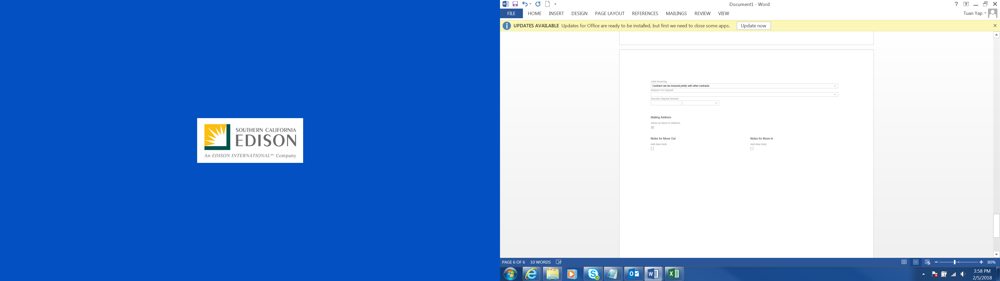 SOUTHERN CALIFORNIA
EDISON
An EDISON INTERNATIONAL℠ Company
Document1 - Word
FILE HOME INSERT DESIGN PAGE LAYOUT REFERENCES MAILINGS REVIEW VIEW
Tuan Yap
UPDATES AVAILABLE Updates for Office are ready to be installed, but first we need to close some apps. Update now
Joint Invoicing
Contract can be invoiced jointly with other contracts
Reason For Deposit
Security Deposit Amount
Mailing Address
Same as Move In Address
Notes for Move Out Notes for Move In
Add New Note Add New Note
PAGE 6 OF 6 10 WORDS
80%
3:58 PM
2/5/2018